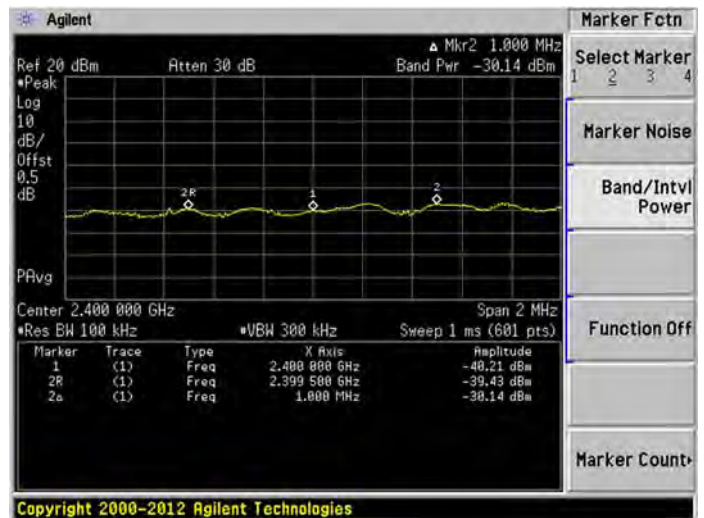 Agilent
Marker Fctn
▵ Mkr2 1.000 MHz
Ref 20 dBm Atten 30 dB Band Pwr -30.14 dBm
#Peak
Log
10
dB/
Offst
0.5
dB
2R
1
2
PAvg
Center 2.400 000 GHz Span 2 MHz
#Res BW 100 kHz #VBW 300 kHz Sweep 1 ms (601 pts)
Marker Trace Type X Axis Amplitude
1 (1) Freq 2.400 000 GHz -40.21 dBm
2R (1) Freq 2.399 500 GHz -39.43 dBm
2▵ (1) Freq 1.000 MHz -30.14 dBm
Select Marker
1 2 3 4
Marker Noise
Band/Intvl
Power
Function Off
Marker Count▸
Copyright 2000-2012 Agilent Technologies